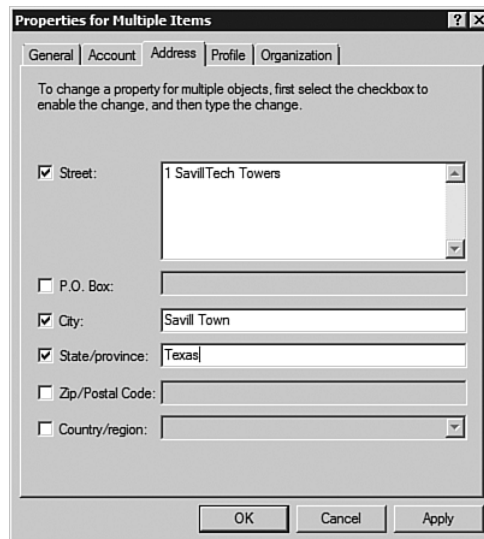 Properties for Multiple Items
General Account Address Profile Organization
To change a property for multiple objects, first select the checkbox to
enable the change, and then type the change.
Street: 1 SavillTech Towers
P.O. Box:
City: Savill Town
State/province: Texas
Zip/Postal Code:
Country/region:
OK Cancel Apply